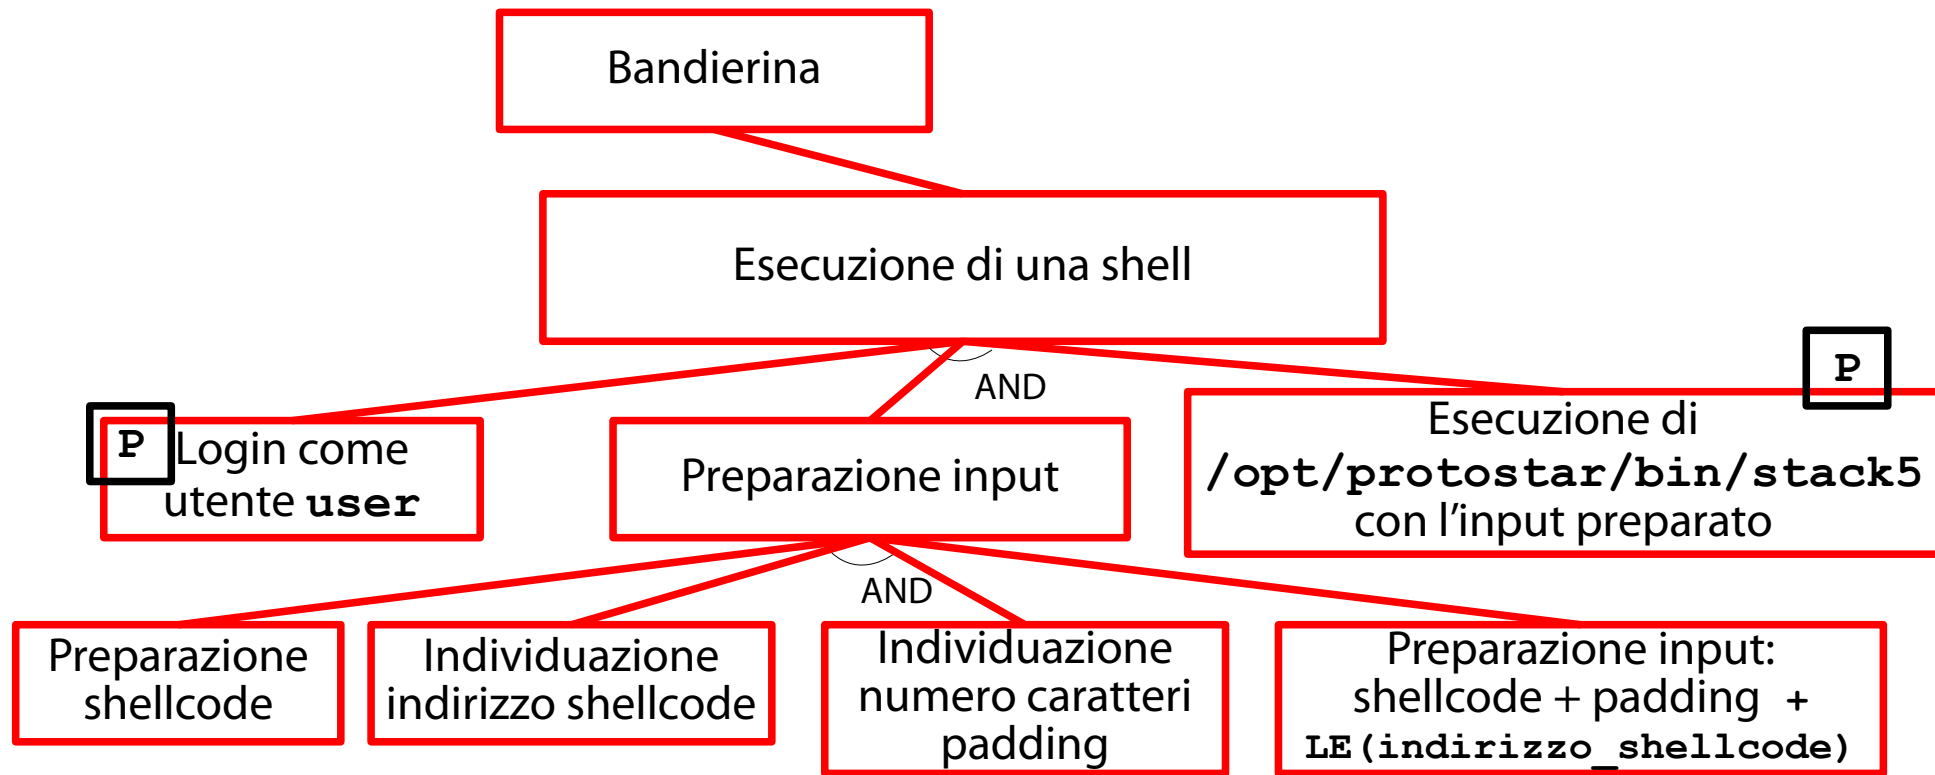 Bandierina
Esecuzione di una shell
AND
P
P
Login come
utente user
Preparazione input
Esecuzione di
/opt/protostar/bin/stack5
con l’input preparato
AND
Preparazione
shellcode
Individuazione
indirizzo shellcode
Individuazione
numero caratteri
padding
Preparazione input:
shellcode + padding +
LE(indirizzo_shellcode)